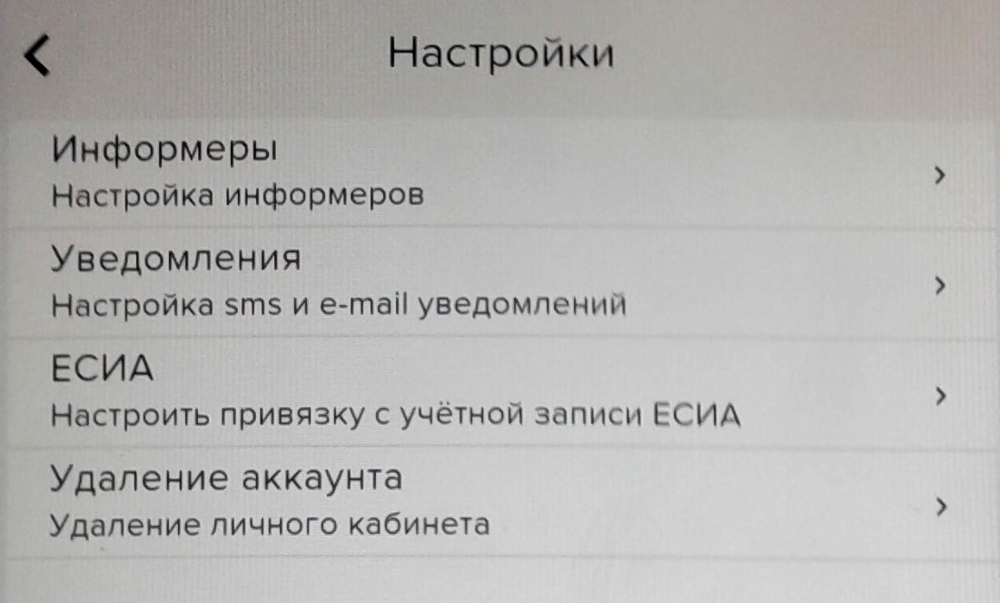 Настройки
Информеры
Настройка информеров
Уведомления
Настройка sms и e-mail уведомлений
ЕСИА
Настроить привязку с учётной записи ЕСИА
Удаление аккаунта
Удаление личного кабинета